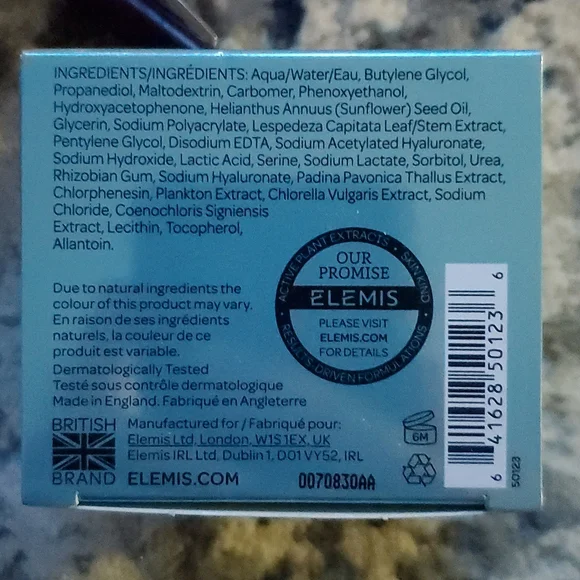 INGREDIENTS/INGRÉDIENTS: Aqua/Water/Eau, Butylene Glycol,
Propanediol, Maltodextrin, Carbomer, Phenoxyethanol,
Hydroxyacetophenone, Helianthus Annuus (Sunflower) Seed Oil,
Glycerin, Sodium Polyacrylate, Lespedeza Capitata Leaf/Stem Extract,
Pentylene Glycol, Disodium EDTA, Sodium Acetylated Hyaluronate,
Sodium Hydroxide, Lactic Acid, Serine, Sodium Lactate, Sorbitol, Urea,
Rhizobian Gum, Sodium Hyaluronate, Padina Pavonica Thallus Extract,
Chlorphenesin, Plankton Extract, Chlorella Vulgaris Extract, Sodium
Chloride, Coenochloris Signiensis
Extract, Lecithin, Tocopherol,
Allantoin.
ACTIVE PLANT EXTRACTS • SKIN KIND
• RESULTS-DRIVEN FORMULATIONS •
OUR
PROMISE
ELEMIS
PLEASE VISIT
ELEMIS.COM
FOR DETAILS
Due to natural ingredients the
colour of this product may vary.
En raison de ses ingrédients
naturels, la couleur de ce
produit est variable.
Dermatologically Tested
Testé sous contrôle dermatologique
Made in England. Fabriqué en Angleterre
BRITISH
BRAND
Manufactured for / Fabriqué pour:
Elemis Ltd, London, W1S1EX, UK
Elemis IRL Ltd, Dublin 1, D01 VY52, IRL
ELEMIS.COM
0070830AA
6M
6 41628 50123 6
50123